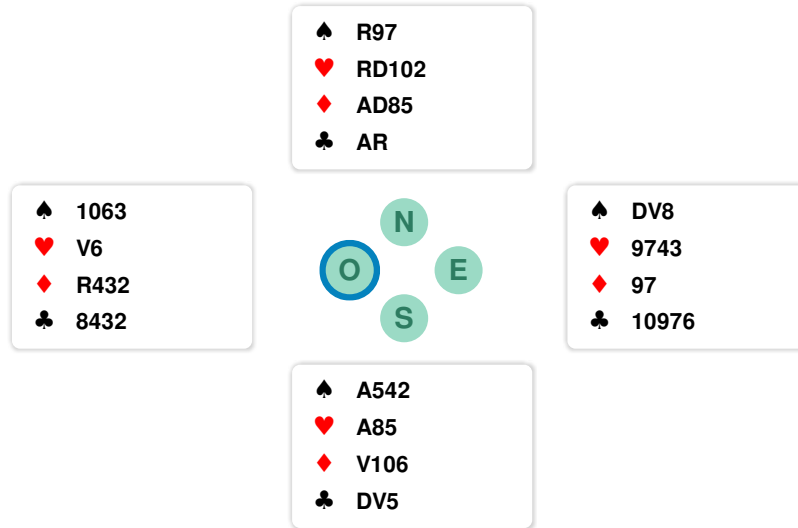 ♠ R97
♥ RD102
♦ AD85
♣ AR
♠ 1063
♥ V6
♦ R432
♣ 8432
N
O E
S
♠ DV8
♥ 9743
♦ 97
♣ 10976
♠ A542
♥ A85
♦ V106
♣ DV5